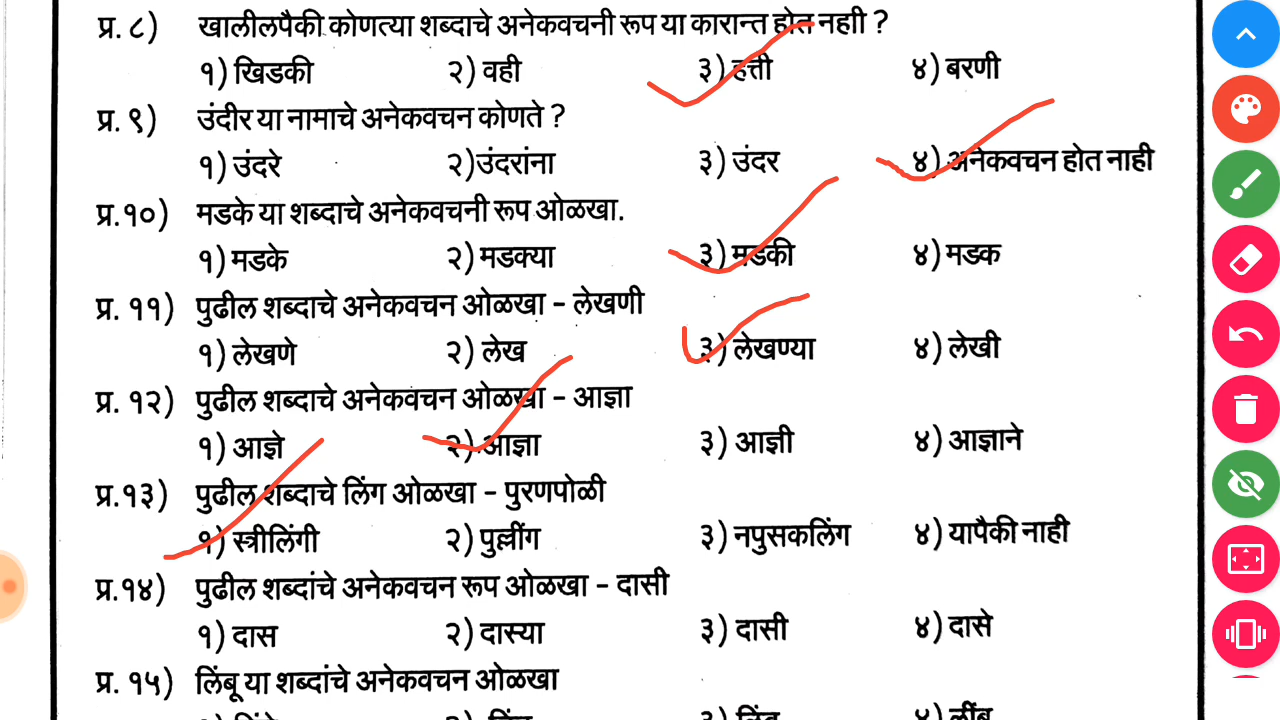 प्र. ८) खालीलपैकी कोणत्या शब्दाचे अनेकवचनी रूप या कारान्त होत नहाी ?
१) खिडकी २) वही ३) हत्ती ४) बरणी
प्र. ९) उंदीर या नामाचे अनेकवचन कोणते ?
१) उंदरे २) उंदरांना ३) उंदर ४) अनेकवचन होत नाही
प्र.१०) मडके या शब्दाचे अनेकवचनी रूप ओळखा.
१) मडके २) मडक्या ३) मडकी ४) मडक
प्र. ११) पुढील शब्दाचे अनेकवचन ओळखा - लेखणी
१) लेखणे २) लेख ३) लेखण्या ४) लेखी
प्र. १२) पुढील शब्दाचे अनेकवचन ओळखा - आज्ञा
१) आज्ञे २) आज्ञा ३) आज्ञी ४) आज्ञाने
प्र.१३) पुढील शब्दाचे लिंग ओळखा - पुरणपोळी
१) स्त्रीलिंगी २) पुल्लींग ३) नपुसकलिंग ४) यापैकी नाही
प्र.१४) पुढील शब्दांचे अनेकवचन रूप ओळखा - दासी
१) दास २) दास्या ३) दासी ४) दासे
प्र. १५) लिंबू या शब्दांचे अनेकवचन ओळखा